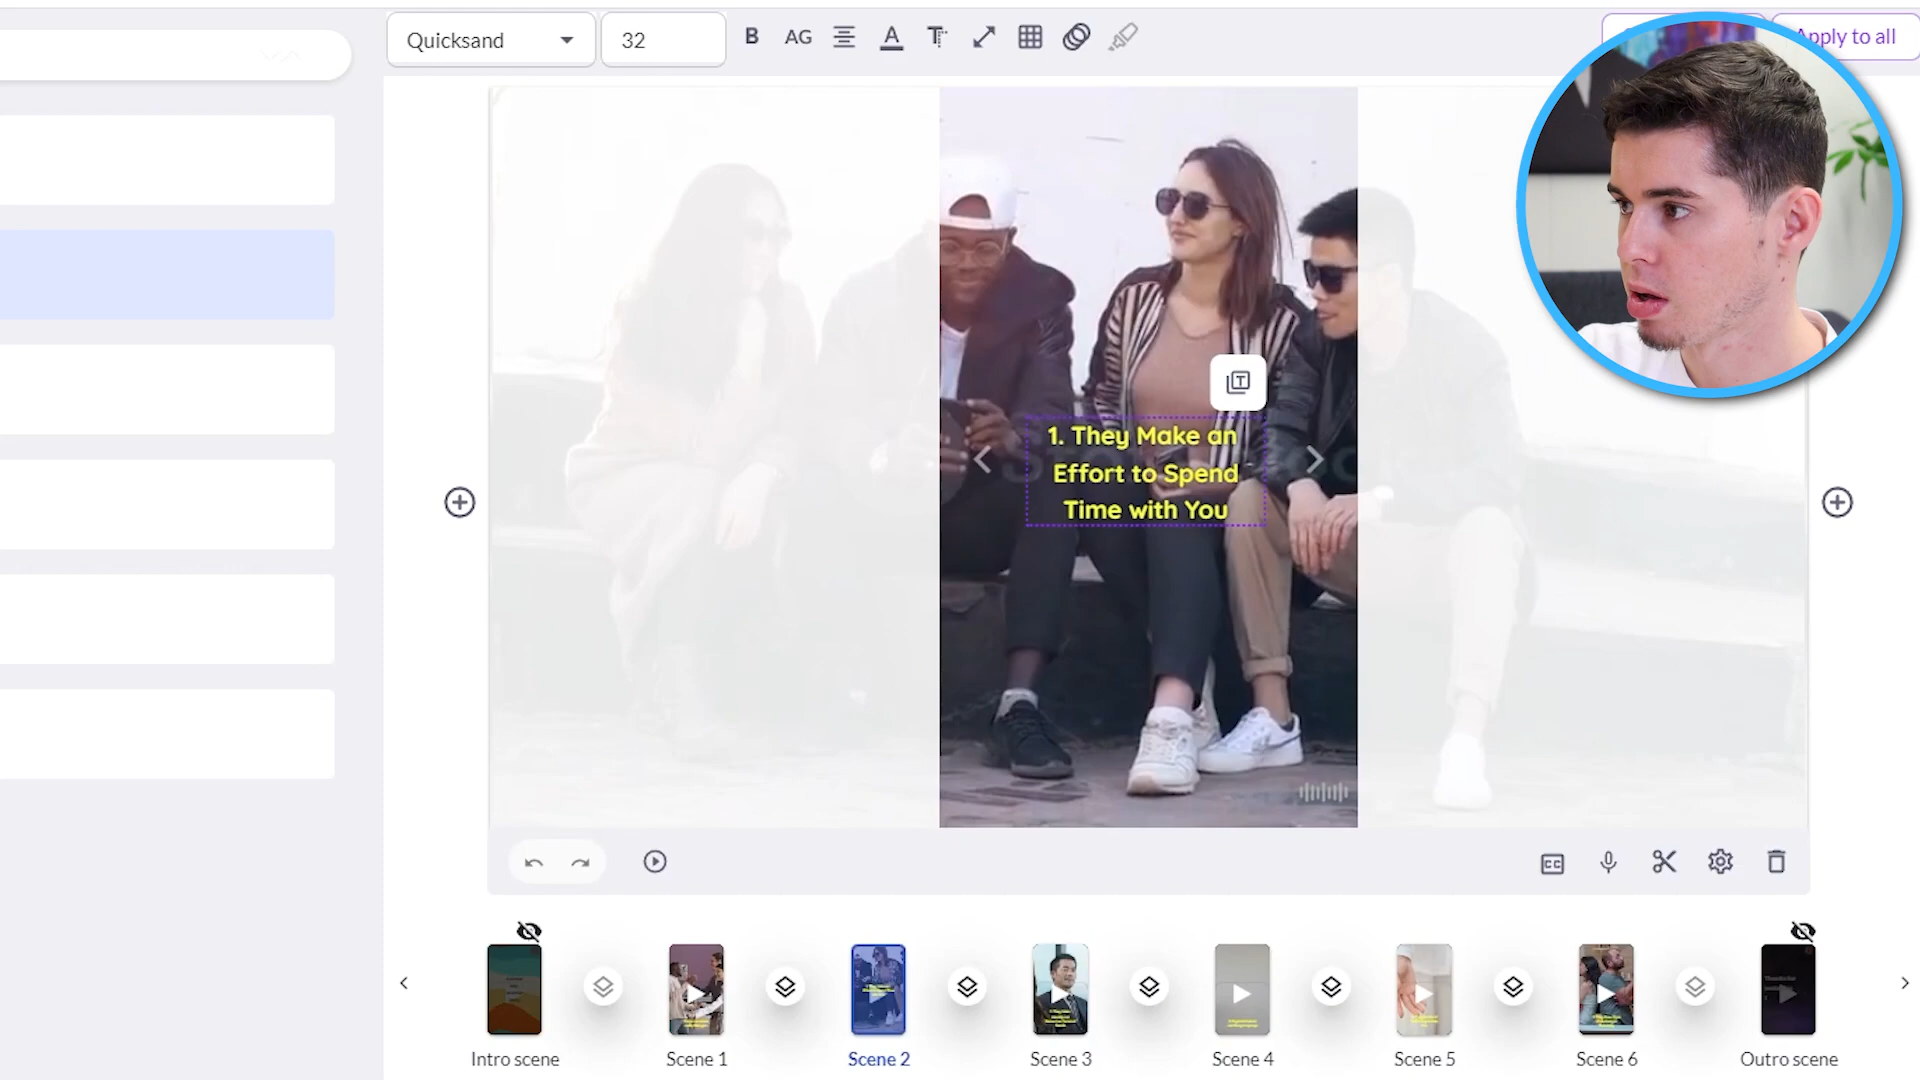 Quicksand
32
B
AG
Apply to all
1. They Make an
Effort to Spend
Time with You
CC
Intro scene
Scene 1
Scene 2
Scene 3
Scene 4
Scene 5
Scene 6
Outro scene